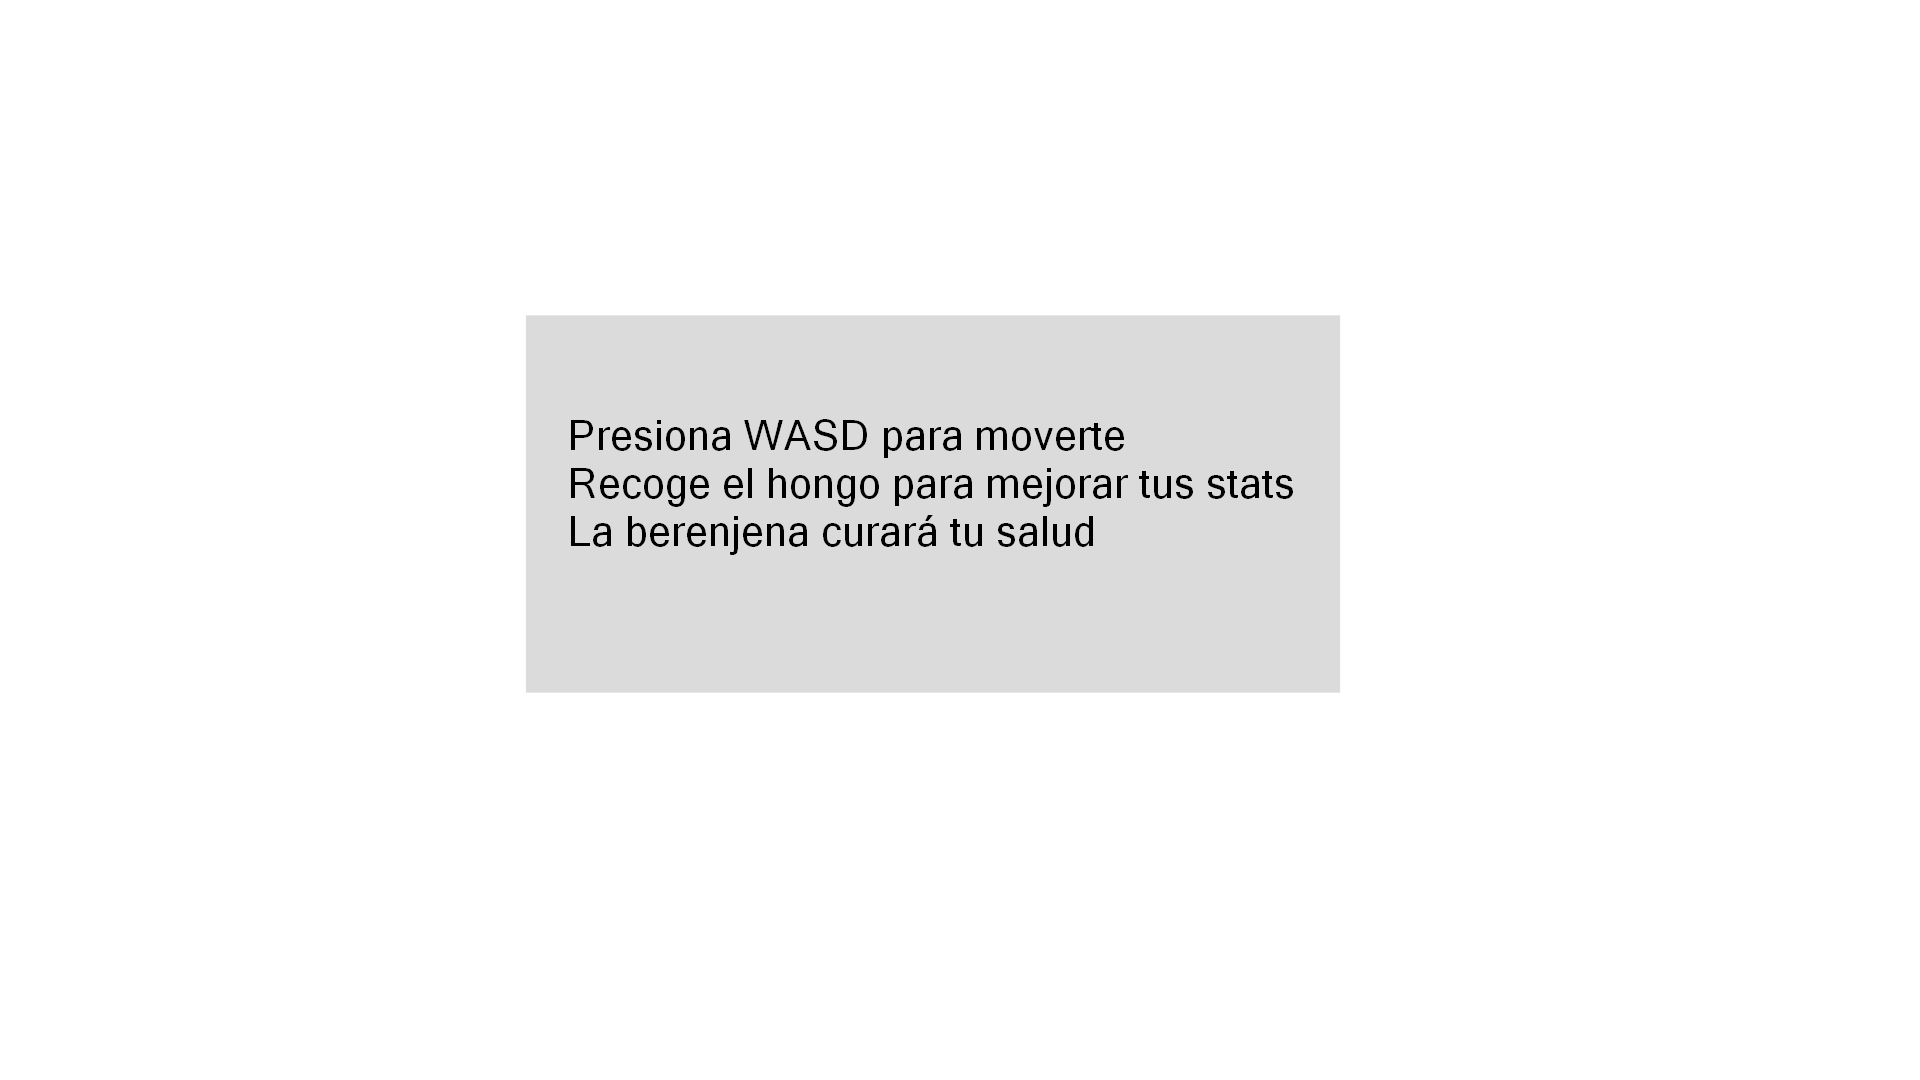 Presiona WASD para moverte
Recoge el hongo para mejorar tus stats
La berenjena curará tu salud